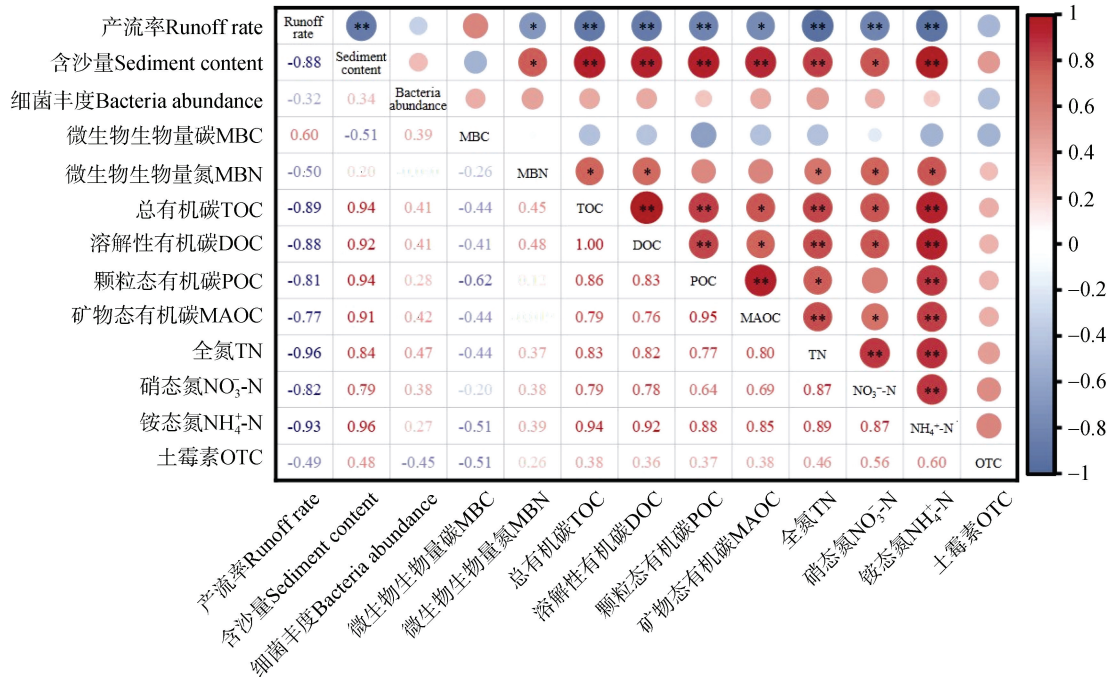 产流率Runoff rate Runoff rate ** * ** ** ** * ** ** ** 1
含沙量Sediment content -0.88 Sediment content * ** ** ** ** ** * ** 0.8
细菌丰度Bacteria abundance -0.32 0.34 Bacteria abundance 0.6
微生物生物量碳MBC 0.60 -0.51 0.39 MBC
微生物生物量氮MBN -0.50 0.20 -0.26 MBN * * * * * 0.4
总有机碳TOC -0.89 0.94 0.41 -0.44 0.45 TOC ** ** * ** * ** 0.2
溶解性有机碳DOC -0.88 0.92 0.41 -0.41 0.48 1.00 DOC ** * ** * ** 0
颗粒态有机碳POC -0.81 0.94 0.28 -0.62 0.86 0.83 POC ** * ** −0.2
矿物态有机碳MAOC -0.77 0.91 0.42 -0.44 0.79 0.76 0.95 MAOC ** * ** −0.4
全氮TN -0.96 0.84 0.47 -0.44 0.37 0.83 0.82 0.77 0.80 TN ** **
硝态氮NO₃⁻-N -0.82 0.79 0.38 -0.20 0.38 0.79 0.78 0.64 0.69 0.87 NO₃⁻-N ** −0.6
铵态氮NH₄⁺-N -0.93 0.96 0.27 -0.51 0.39 0.94 0.92 0.88 0.85 0.89 0.87 NH₄⁺-N −0.8
土霉素OTC -0.49 0.48 -0.45 -0.51 0.26 0.38 0.36 0.37 0.38 0.46 0.56 0.60 OTC −1
产流率Runoff rate
含沙量Sediment content
细菌丰度Bacteria abundance
微生物生物量碳MBC
微生物生物量氮MBN
总有机碳TOC
溶解性有机碳DOC
颗粒态有机碳POC
矿物态有机碳MAOC
全氮TN
硝态氮NO₃⁻-N
铵态氮NH₄⁺-N
土霉素OTC